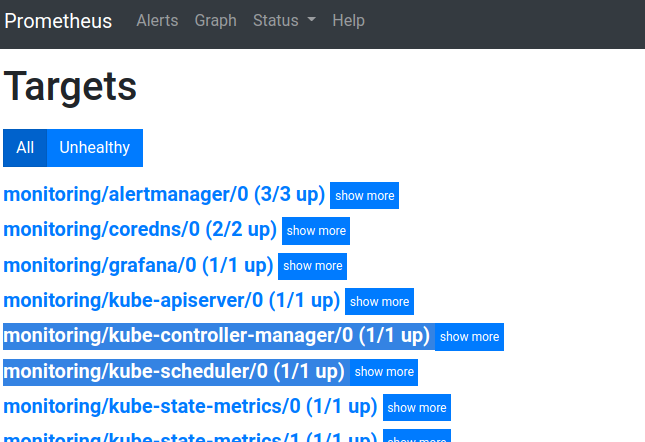 Prometheus Alerts Graph Status Help
Targets
All Unhealthy
monitoring/alertmanager/0 (3/3 up) show more
monitoring/coredns/0 (2/2 up) show more
monitoring/grafana/0 (1/1 up) show more
monitoring/kube-apiserver/0 (1/1 up) show more
monitoring/kube-controller-manager/0 (1/1 up) show more
monitoring/kube-scheduler/0 (1/1 up) show more
monitoring/kube-state-metrics/0 (1/1 up) show more
monitoring/kube-state-metrics/1 (1/1 up) show more